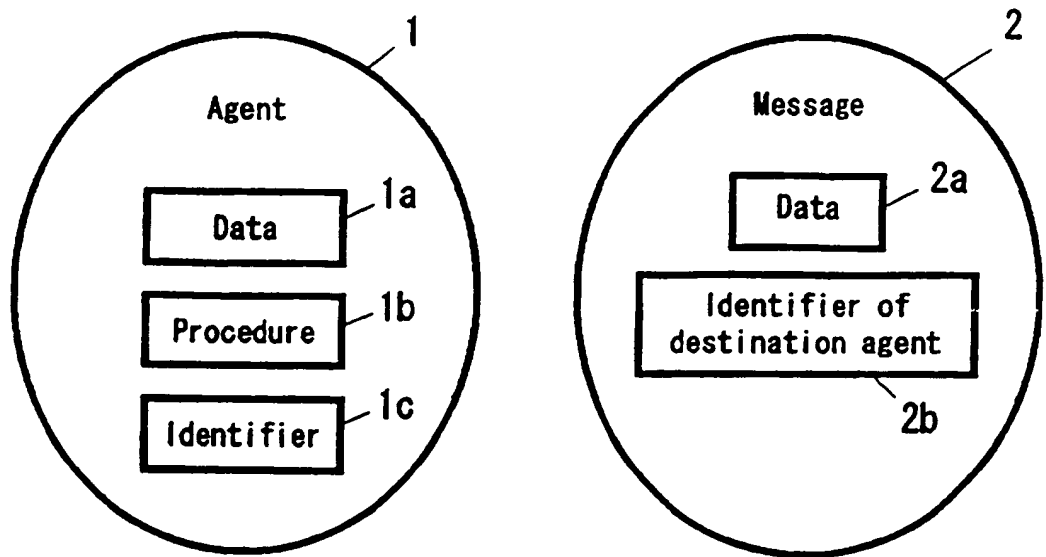 1
Agent
1a
Data
1b
Procedure
1c
Identifier
2
Message
2a
Data
Identifier of
destination agent
2b